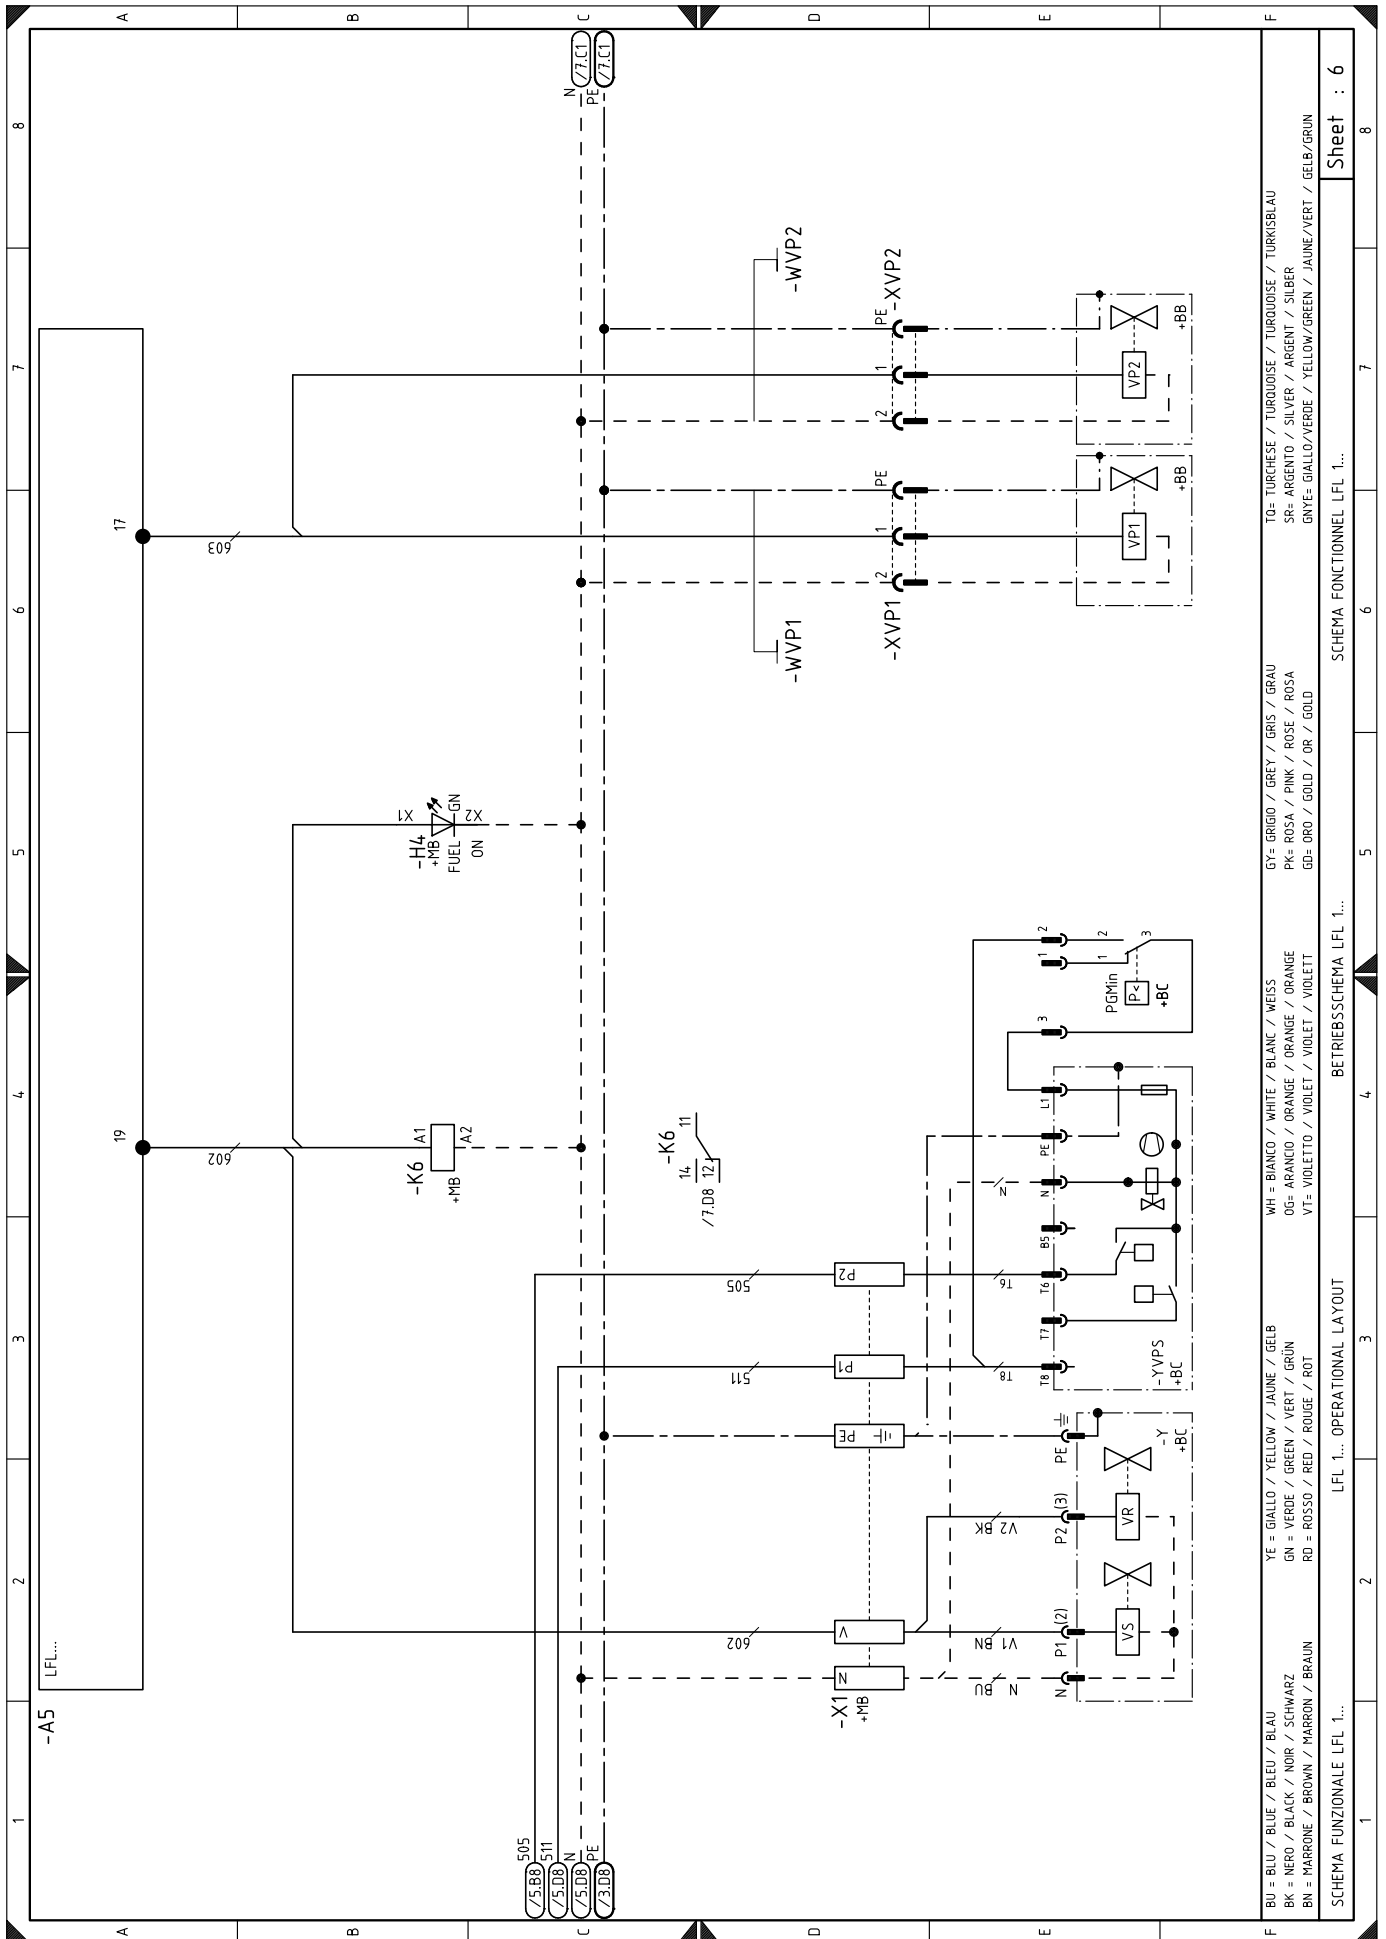 1 2 3 4 5 6 7 8
A
B
C
D
E
F
-A5
LFL...
19
17
602
603
-K6
+MB
A1
A2
-H4
+MB
FUEL
ON
GN
X1
X2
505
/5.B8
511
/5.D8
N
/5.D8
PE
/3.D8
N
/7.C1
PE
/7.C1
-K6
14 11
12
/7.D8
602
511
505
-WVP1
-WVP2
-X1
+MB
N
V
PE
P1
P2
-XVP1
2 1 PE
2 1 PE
-XVP2
N BU
V1 BN
V2 BK
T8
T6
N
N
P1 (2)
P2 (3)
PE
T8
T7
T6
B5
N
PE
L1
3
1
2
VS
VR
-Y
+BC
-YVPS
+BC
PGMin
P<
+BC
1
2
3
VP1
+BB
VP2
+BB
BU = BLU / BLUE / BLEU / BLAU
BK = NERO / BLACK / NOIR / SCHWARZ
BN = MARRONE / BROWN / MARRON / BRAUN
YE = GIALLO / YELLOW / JAUNE / GELB
GN = VERDE / GREEN / VERT / GRÜN
RD = ROSSO / RED / ROUGE / ROT
WH = BIANCO / WHITE / BLANC / WEISS
OG= ARANCIO / ORANGE / ORANGE / ORANGE
VT= VIOLETTO / VIOLET / VIOLET / VIOLETT
GY= GRIGIO / GREY / GRIS / GRAU
PK= ROSA / PINK / ROSE / ROSA
GD= ORO / GOLD / OR / GOLD
TQ= TURCHESE / TURQUOISE / TURQUOISE / TURKISBLAU
SR= ARGENTO / SILVER / ARGENT / SILBER
GNYE= GIALLO/VERDE / YELLOW/GREEN / JAUNE/VERT / GELB/GRUN
SCHEMA FUNZIONALE LFL 1...
LFL 1... OPERATIONAL LAYOUT
BETRIEBSSCHEMA LFL 1...
SCHEMA FONCTIONNEL LFL 1...
Sheet : 6
1 2 3 4 5 6 7 8
A
B
C
D
E
F